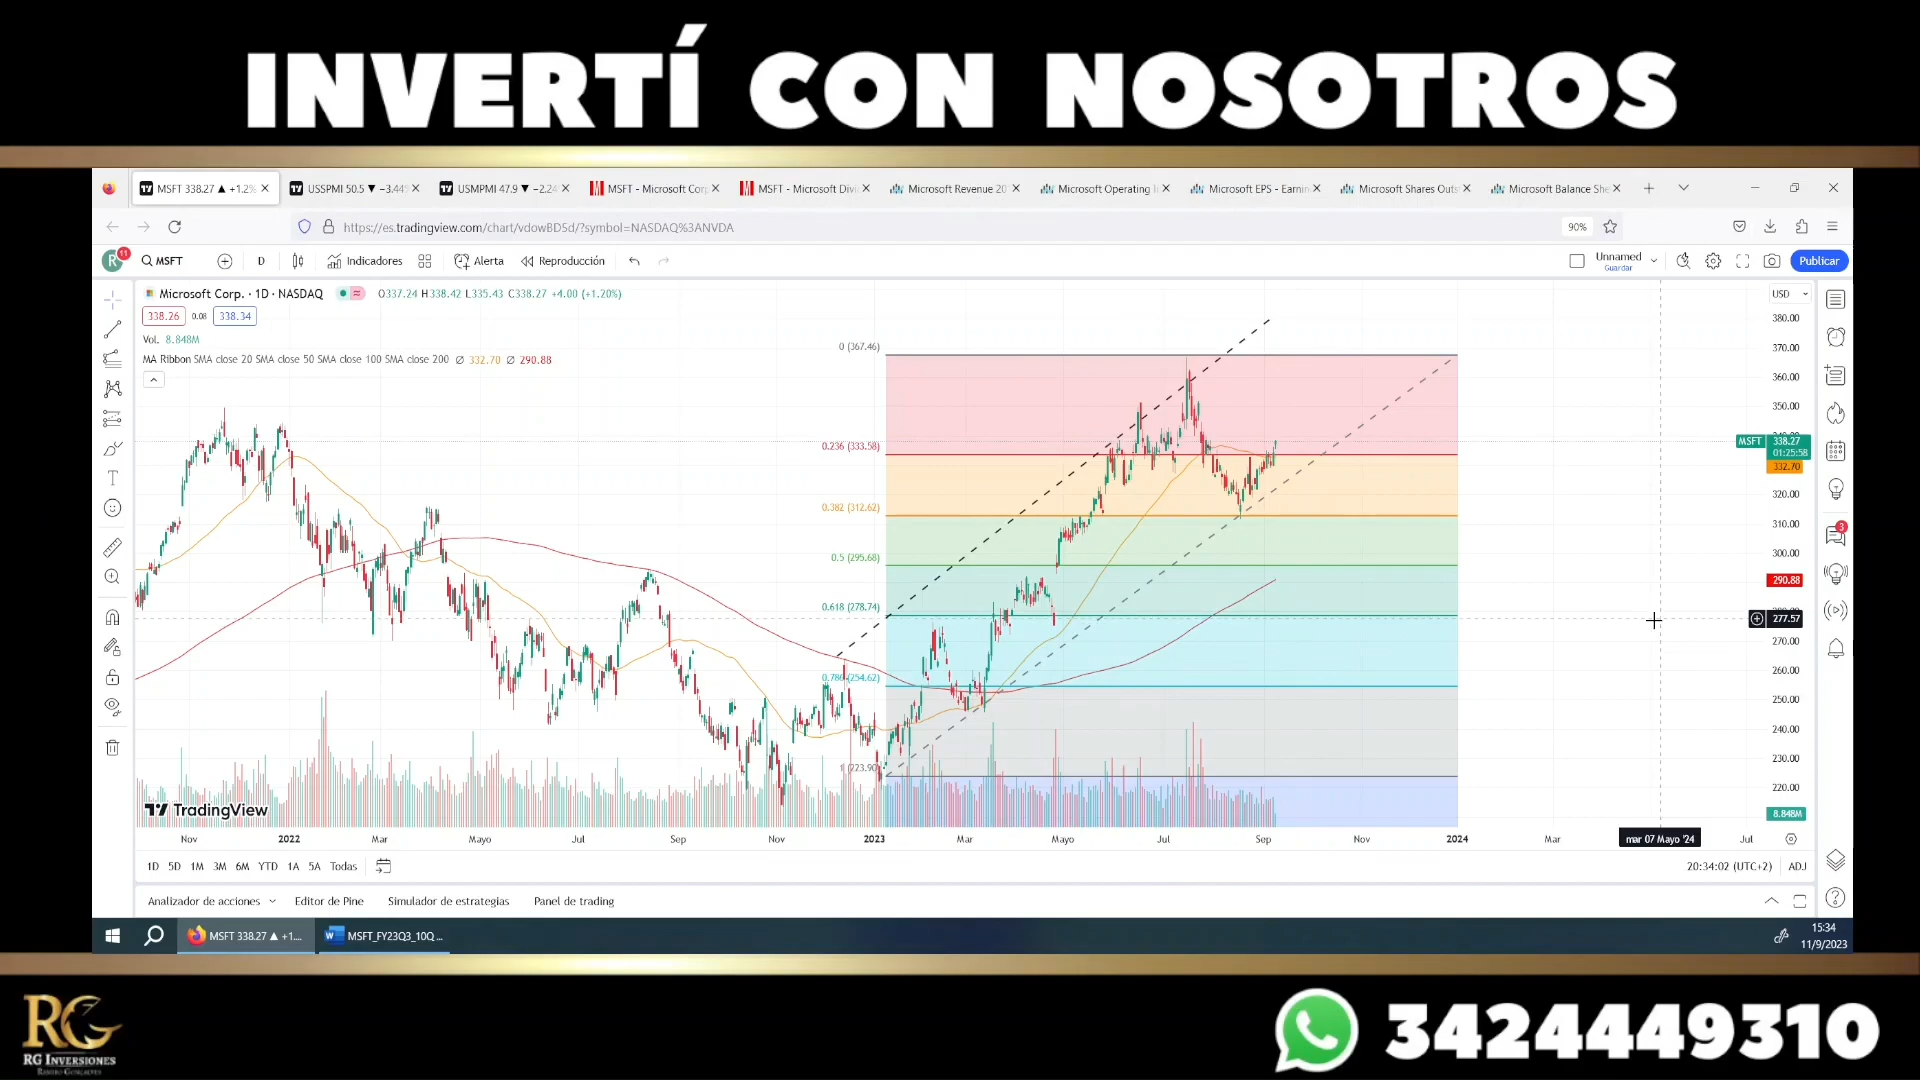 INVERTÍ CON NOSOTROS
MSFT 338.27 ▲ +1.2%
USSPMI 50.5 ▼ −3.44%
USMPMI 47.9 ▼ −2.24
MSFT - Microsoft Corp
MSFT - Microsoft Divi
Microsoft Revenue 20
Microsoft Operating I
Microsoft EPS - Earnin
Microsoft Shares Outs
Microsoft Balance She
https://es.tradingview.com/chart/vdowBD5d/?symbol=NASDAQ%3ANVDA
90%
R 11
MSFT
D
Indicadores
Alerta
Reproducción
Unnamed
Guardar
Publicar
Microsoft Corp. · 1D · NASDAQ
O337.24 H338.42 L335.43 C338.27 +4.00 (+1.20%)
USD
338.26 0.08 338.34
Vol. 8.848M
MA Ribbon SMA close 20 SMA close 50 SMA close 100 SMA close 200 ∅ 332.70 ∅ 290.88
0 (367.46)
0.236 (333.58)
0.382 (312.62)
0.5 (295.68)
0.618 (278.74)
0.786 (254.62)
1 (223.90)
380.00
370.00
360.00
350.00
MSFT 338.27
01:25:58
332.70
320.00
310.00
300.00
290.88
277.57
270.00
260.00
250.00
240.00
230.00
220.00
8.848M
3
TradingView
Nov 2022 Mar Mayo Jul Sep Nov 2023 Mar Mayo Jul Sep Nov 2024 Mar mar 07 Mayo '24 Jul
1D 5D 1M 3M 6M YTD 1A 5A Todas
20:34:02 (UTC+2) ADJ
Analizador de acciones Editor de Pine Simulador de estrategias Panel de trading
MSFT 338.27 ▲ +1....
MSFT_FY23Q3_10Q ...
15:34
11/9/2023
RG
RG INVERSIONES
3424449310